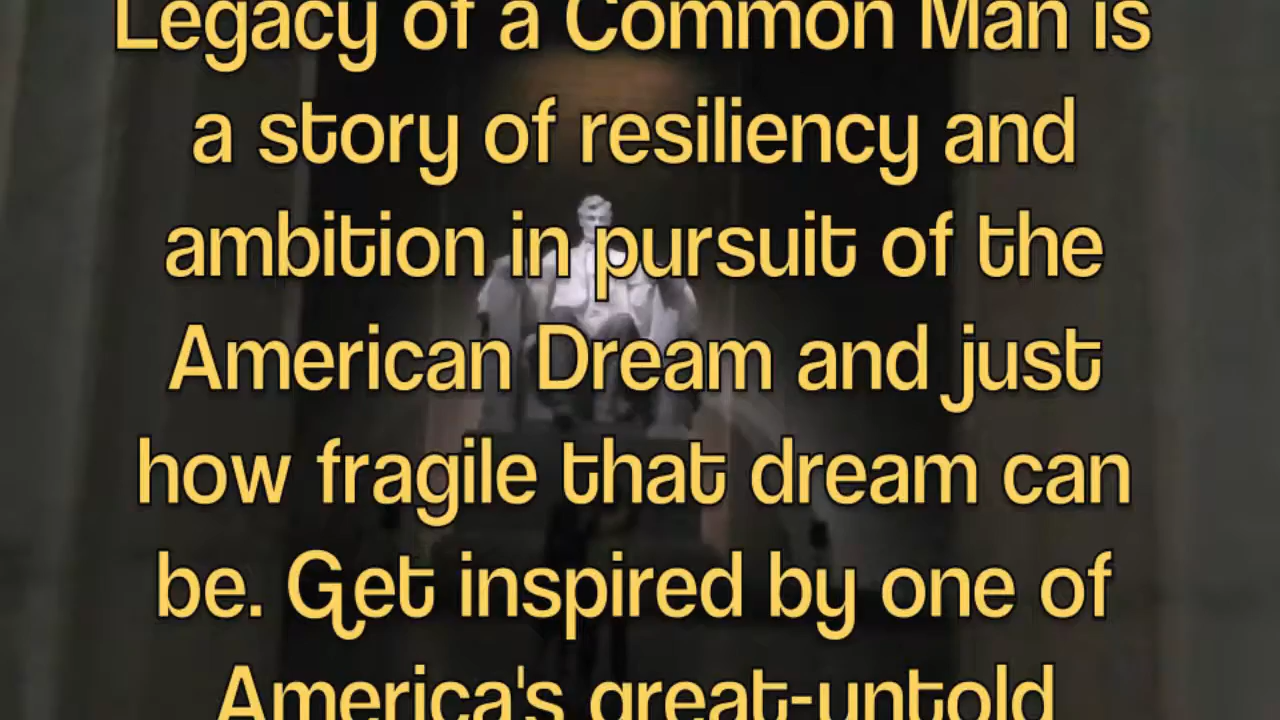 Legacy of a Common Man is
a story of resiliency and
ambition in pursuit of the
American Dream and just
how fragile that dream can
be. Get inspired by one of
America's great-untold